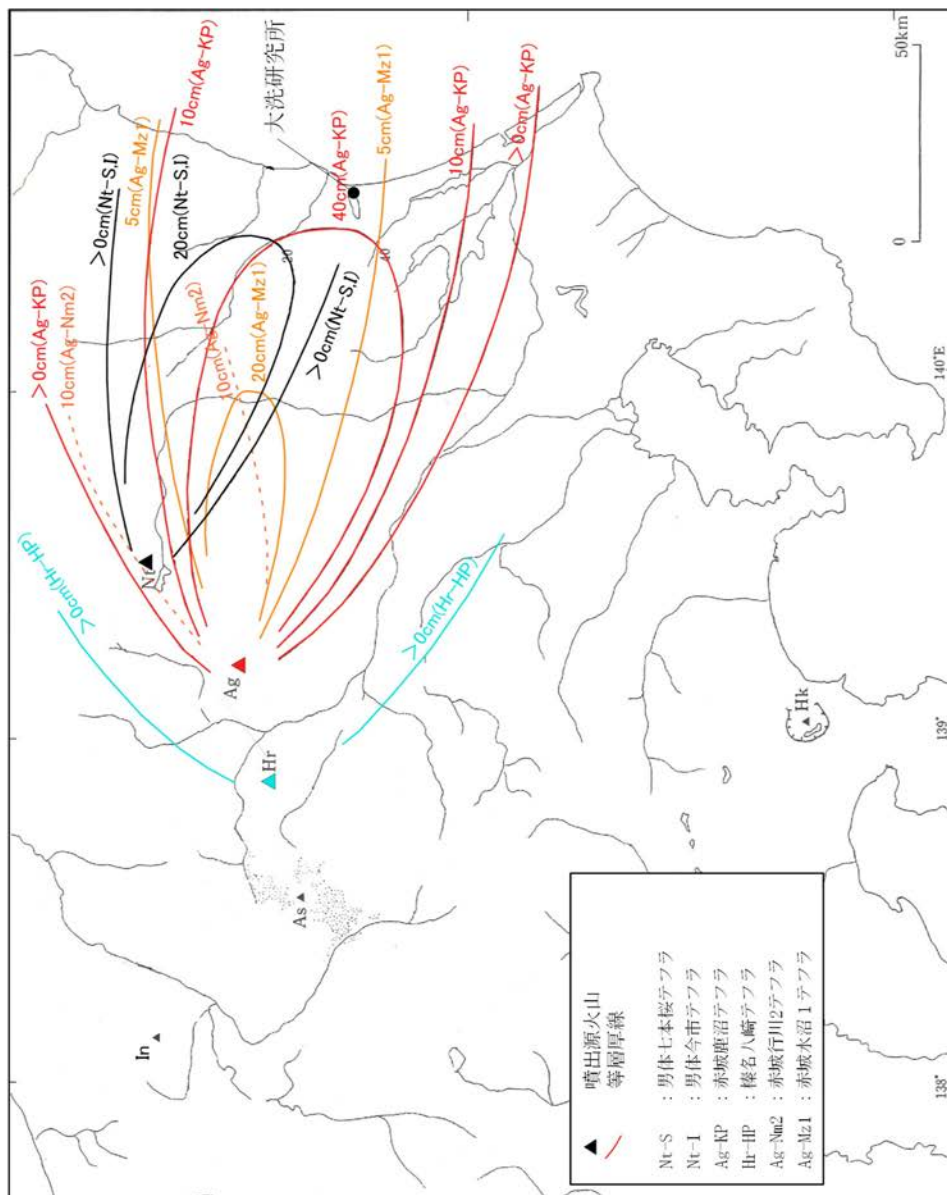 噴出源火山
等層厚線
Nt-S : 男体七本桜テフラ
Nt-I : 男体今市テフラ
Ag-KP : 赤城鹿沼テフラ
Hr-HP : 榛名八崎テフラ
Ag-Nm2 : 赤城行川2テフラ
Ag-Mz1 : 赤城水沼1テフラ
In
As
Hr
Ag
Nt
Hk
>0cm(Hr-HP)
>0cm(Hr-HP)
>0cm(Ag-KP)
10cm(Ag-Nm2)
>0cm(Nt-S,I)
5cm(Ag-Mz1)
10cm(Ag-KP)
20cm(Nt-S,I)
10cm(Ag-Nm2)
20cm(Ag-Mz1)
>0cm(Nt-S,I)
40cm(Ag-KP)
大洗研究所
5cm(Ag-Mz1)
10cm(Ag-KP)
>0cm(Ag-KP)
20
40
138°
139°
140°E
0
50km